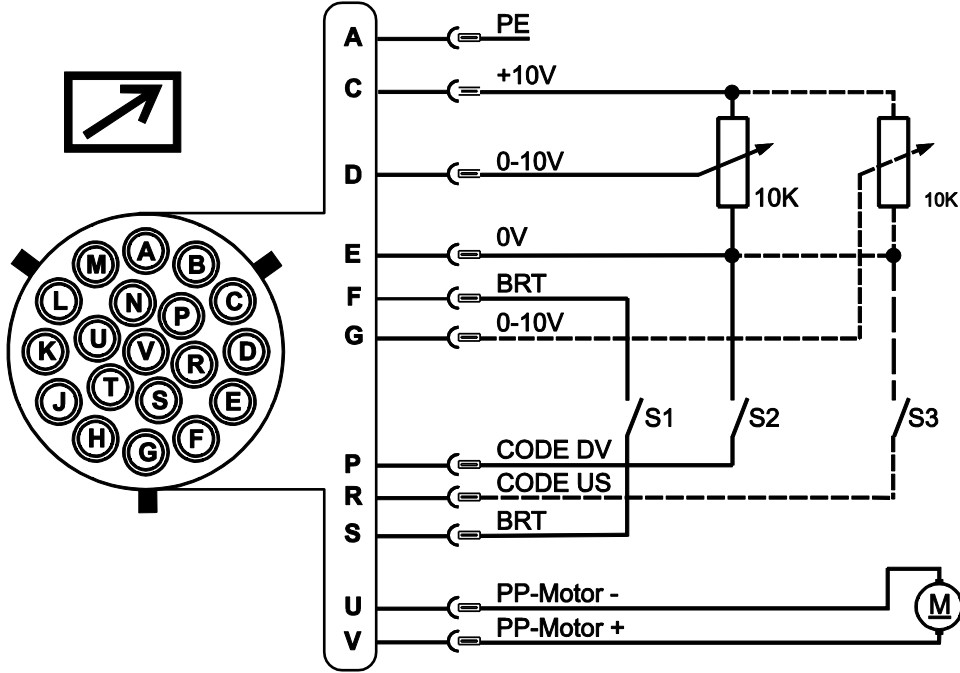 A PE
C +10V
D 0-10V
10K
10K
E 0V
F BRT
G 0-10V
S1
S2
S3
P CODE DV
R CODE US
S BRT
U PP-Motor -
V PP-Motor +
M
A
M
B
L
N
P
C
K
U
V
R
D
J
T
S
E
H
G
F